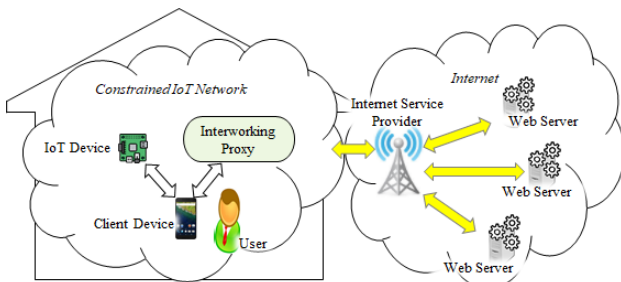 Constrained IoT Network
Internet
Internet Service
Provider
Web Server
Interworking
Proxy
IoT Device
Web Server
Client Device
User
Web Server